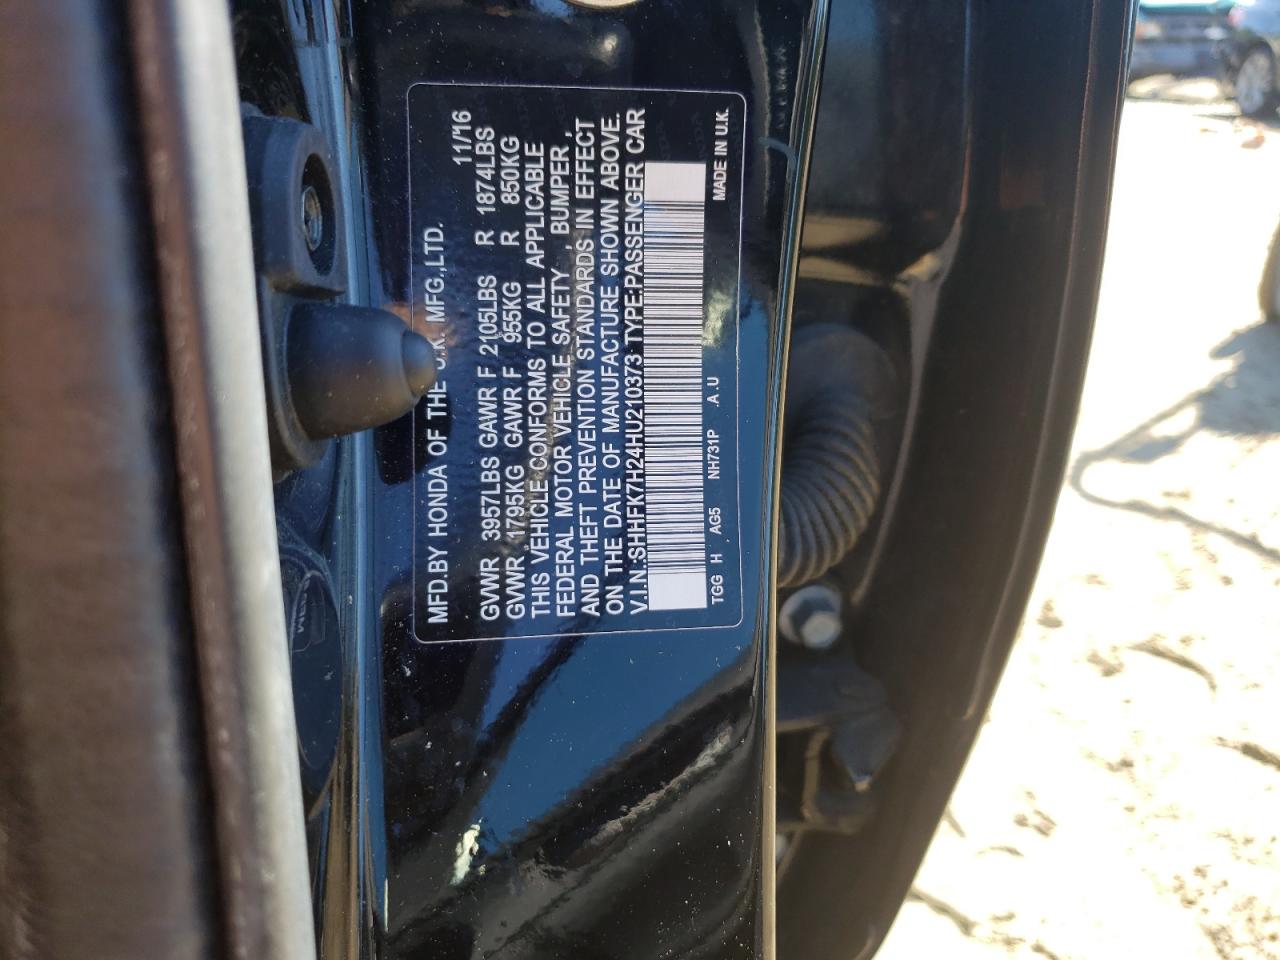 MFD.BY HONDA OF THE U.K. MFG.,LTD. 11/16
GVWR 3957LBS GAWR F 2105LBS R 1874LBS
GVWR 1795KG GAWR F 955KG R 850KG
THIS VEHICLE CONFORMS TO ALL APPLICABLE
FEDERAL MOTOR VEHICLE SAFETY , BUMPER ,
AND THEFT PREVENTION STANDARDS IN EFFECT
ON THE DATE OF MANUFACTURE SHOWN ABOVE.
V.I.N.:SHHFK7H24HU210373 TYPE:PASSENGER CAR
TGG H AG5 NH731P .A.U MADE IN U.K.